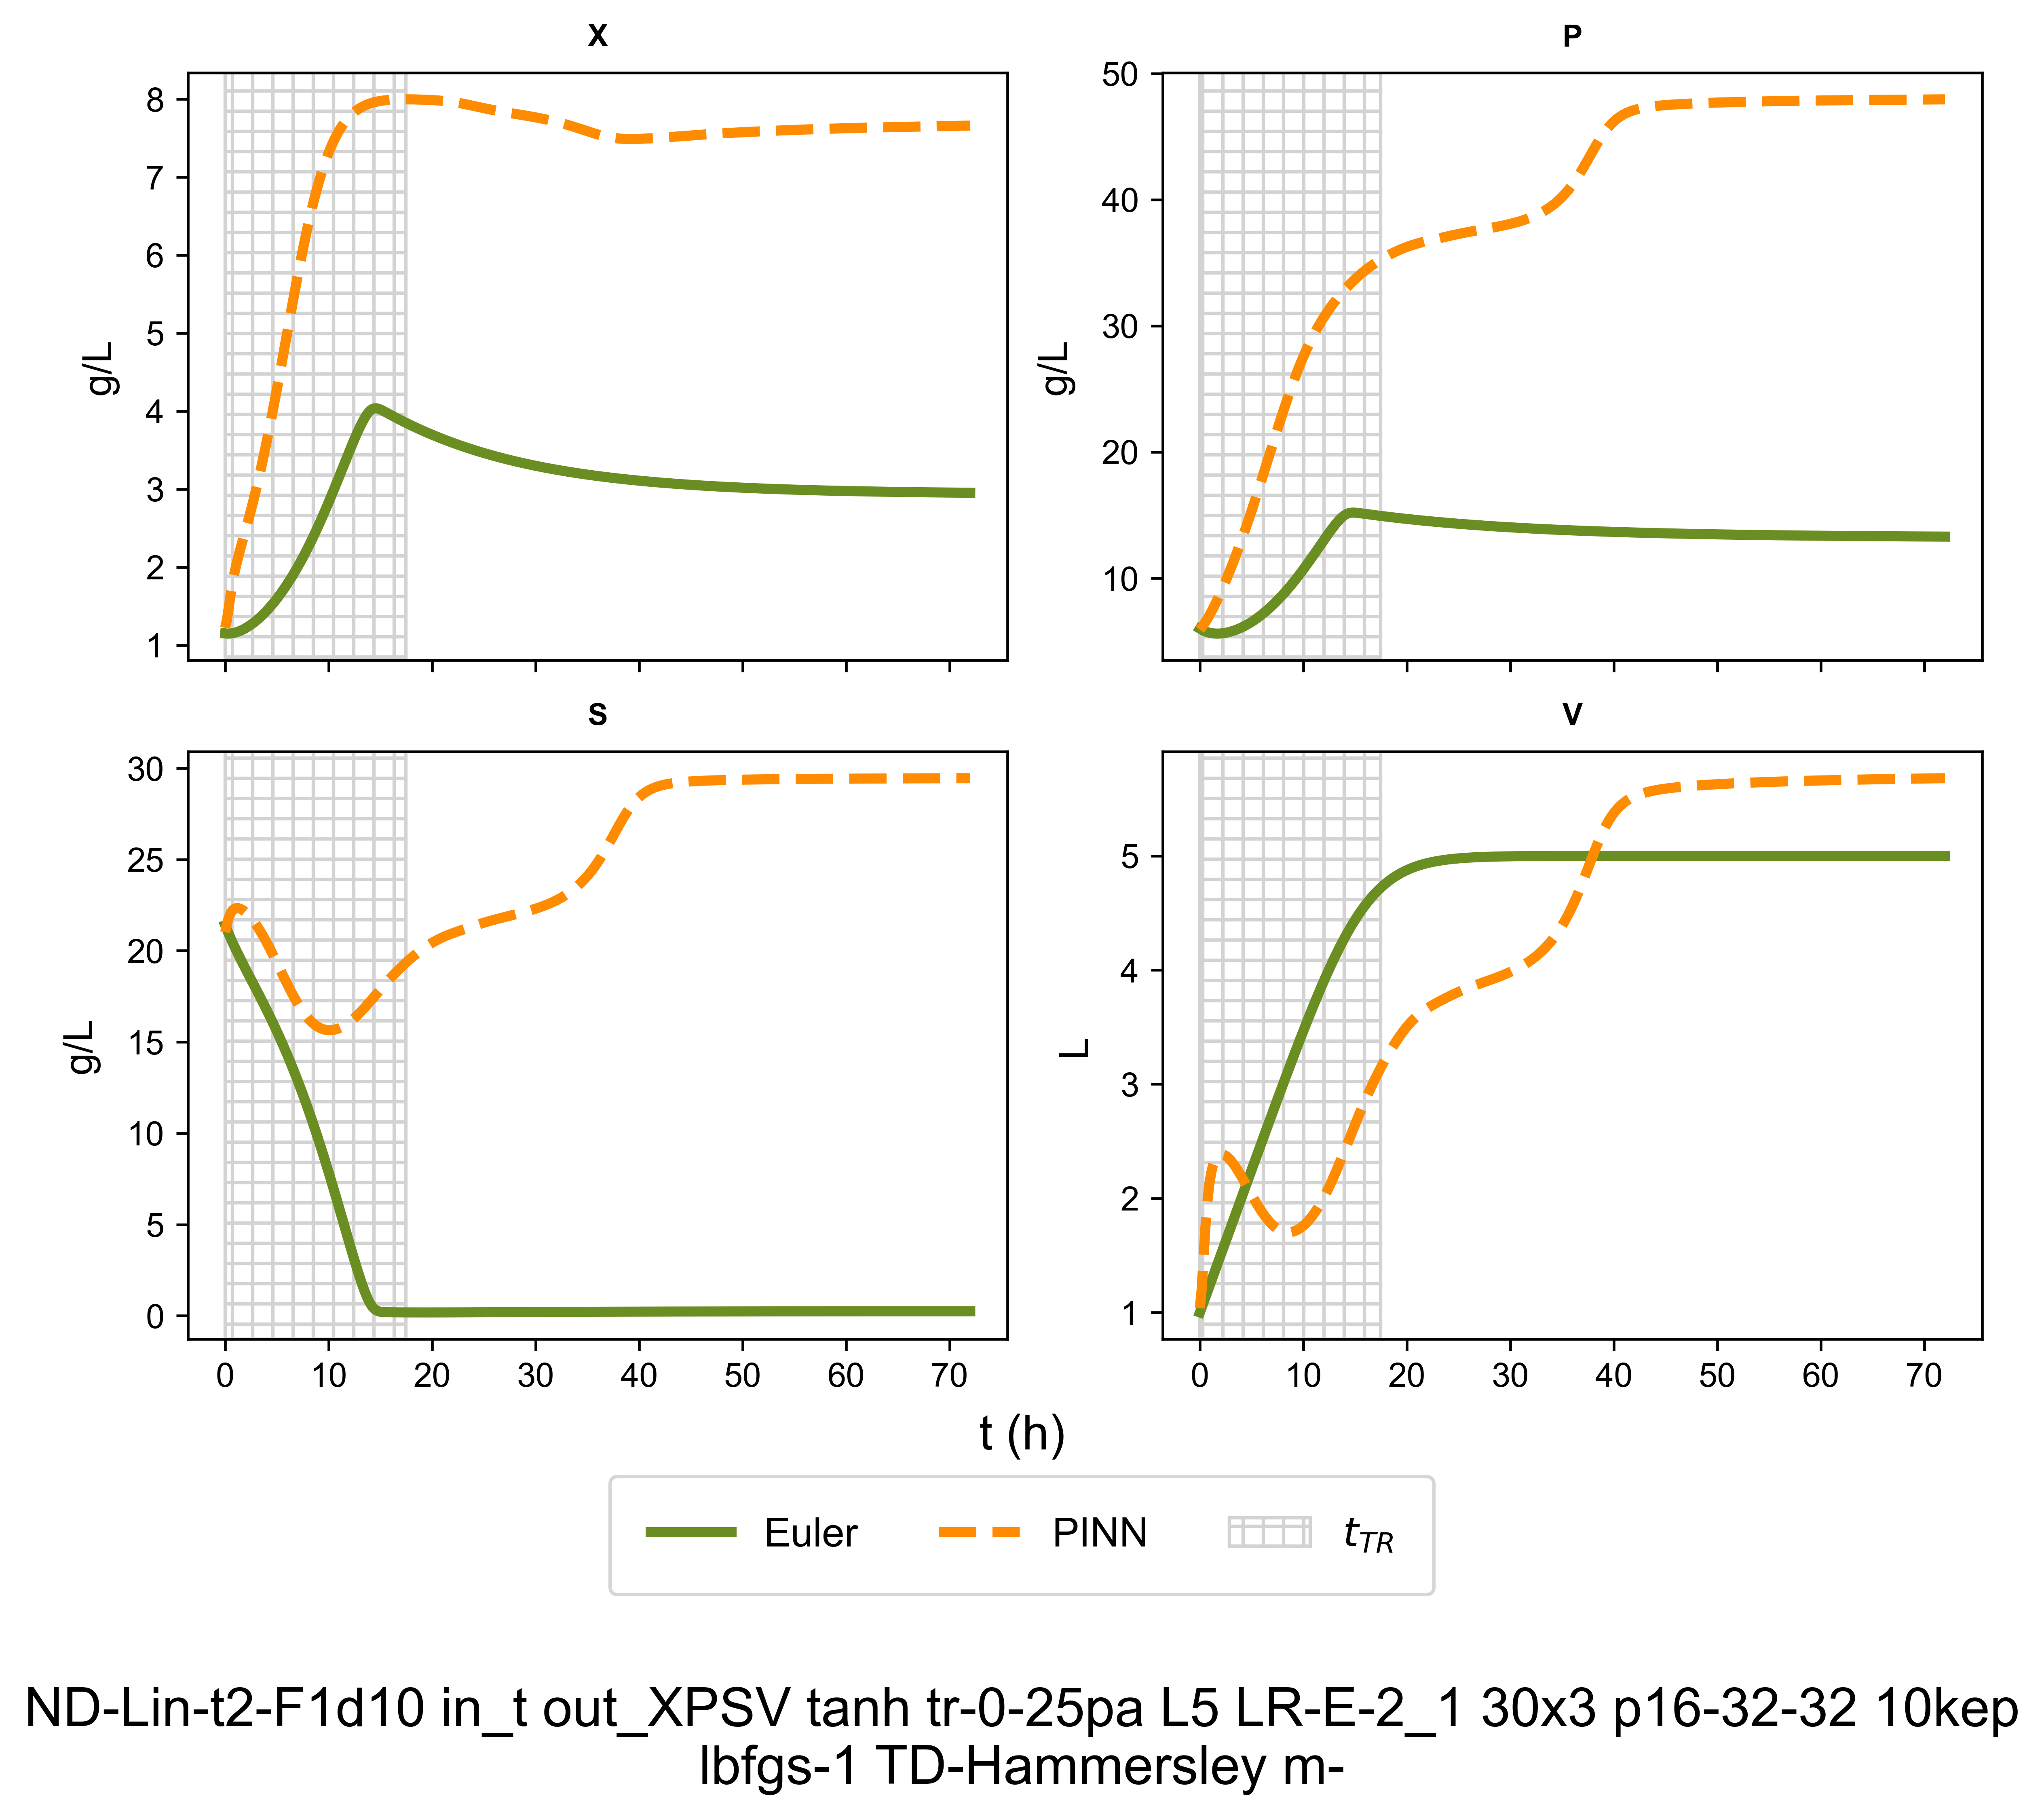 X
P
8
7
6
5
4
3
2
1
g/L
50
40
30
20
10
g/L
S
V
30
25
20
15
10
5
0
g/L
5
4
3
2
1
L
0 10 20 30 40 50 60 70
0 10 20 30 40 50 60 70
t (h)
Euler PINN t_TR
ND-Lin-t2-F1d10 in_t out_XPSV tanh tr-0-25pa L5 LR-E-2_1 30x3 p16-32-32 10kep
lbfgs-1 TD-Hammersley m-